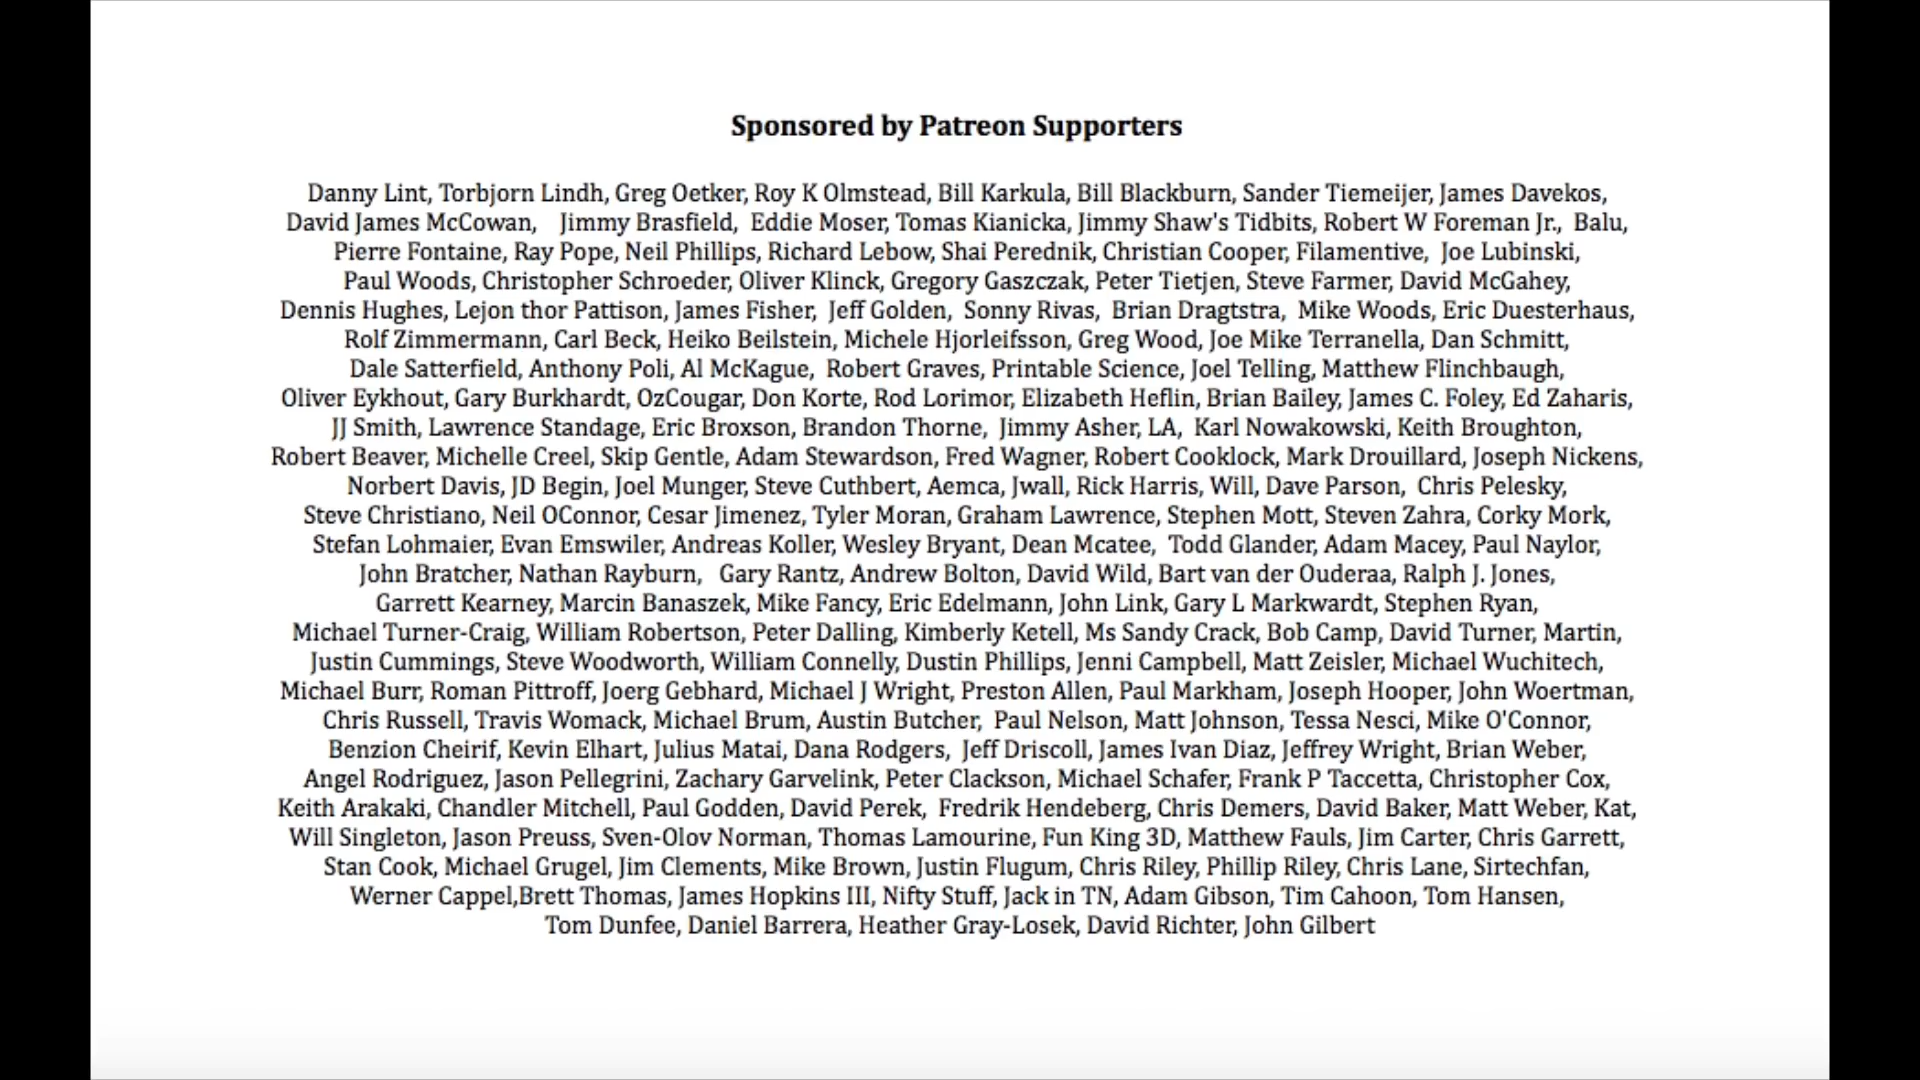 Sponsored by Patreon Supporters
Danny Lint, Torbjorn Lindh, Greg Oetker, Roy K Olmstead, Bill Karkula, Bill Blackburn, Sander Tiemeijer, James Davekos,
David James McCowan, Jimmy Brasfield, Eddie Moser, Tomas Kianicka, Jimmy Shaw's Tidbits, Robert W Foreman Jr., Balu,
Pierre Fontaine, Ray Pope, Neil Phillips, Richard Lebow, Shai Perednik, Christian Cooper, Filamentive, Joe Lubinski,
Paul Woods, Christopher Schroeder, Oliver Klinck, Gregory Gaszczak, Peter Tietjen, Steve Farmer, David McGahey,
Dennis Hughes, Lejon thor Pattison, James Fisher, Jeff Golden, Sonny Rivas, Brian Dragtstra, Mike Woods, Eric Duesterhaus,
Rolf Zimmermann, Carl Beck, Heiko Beilstein, Michele Hjorleifsson, Greg Wood, Joe Mike Terranella, Dan Schmitt,
Dale Satterfield, Anthony Poli, Al McKague, Robert Graves, Printable Science, Joel Telling, Matthew Flinchbaugh,
Oliver Eykhout, Gary Burkhardt, OzCougar, Don Korte, Rod Lorimor, Elizabeth Heflin, Brian Bailey, James C. Foley, Ed Zaharis,
JJ Smith, Lawrence Standage, Eric Broxson, Brandon Thorne, Jimmy Asher, LA, Karl Nowakowski, Keith Broughton,
Robert Beaver, Michelle Creel, Skip Gentle, Adam Stewardson, Fred Wagner, Robert Cooklock, Mark Drouillard, Joseph Nickens,
Norbert Davis, JD Begin, Joel Munger, Steve Cuthbert, Aemca, Jwall, Rick Harris, Will, Dave Parson, Chris Pelesky,
Steve Christiano, Neil OConnor, Cesar Jimenez, Tyler Moran, Graham Lawrence, Stephen Mott, Steven Zahra, Corky Mork,
Stefan Lohmaier, Evan Emswiler, Andreas Koller, Wesley Bryant, Dean Mcatee, Todd Glander, Adam Macey, Paul Naylor,
John Bratcher, Nathan Rayburn, Gary Rantz, Andrew Bolton, David Wild, Bart van der Ouderaa, Ralph J. Jones,
Garrett Kearney, Marcin Banaszek, Mike Fancy, Eric Edelmann, John Link, Gary L Markwardt, Stephen Ryan,
Michael Turner-Craig, William Robertson, Peter Dalling, Kimberly Ketell, Ms Sandy Crack, Bob Camp, David Turner, Martin,
Justin Cummings, Steve Woodworth, William Connelly, Dustin Phillips, Jenni Campbell, Matt Zeisler, Michael Wuchitech,
Michael Burr, Roman Pittroff, Joerg Gebhard, Michael J Wright, Preston Allen, Paul Markham, Joseph Hooper, John Woertman,
Chris Russell, Travis Womack, Michael Brum, Austin Butcher, Paul Nelson, Matt Johnson, Tessa Nesci, Mike O'Connor,
Benzion Cheirif, Kevin Elhart, Julius Matai, Dana Rodgers, Jeff Driscoll, James Ivan Diaz, Jeffrey Wright, Brian Weber,
Angel Rodriguez, Jason Pellegrini, Zachary Garvelink, Peter Clackson, Michael Schafer, Frank P Taccetta, Christopher Cox,
Keith Arakaki, Chandler Mitchell, Paul Godden, David Perek, Fredrik Hendeberg, Chris Demers, David Baker, Matt Weber, Kat,
Will Singleton, Jason Preuss, Sven-Olov Norman, Thomas Lamourine, Fun King 3D, Matthew Fauls, Jim Carter, Chris Garrett,
Stan Cook, Michael Grugel, Jim Clements, Mike Brown, Justin Flugum, Chris Riley, Phillip Riley, Chris Lane, Sirtechfan,
Werner Cappel,Brett Thomas, James Hopkins III, Nifty Stuff, Jack in TN, Adam Gibson, Tim Cahoon, Tom Hansen,
Tom Dunfee, Daniel Barrera, Heather Gray-Losek, David Richter, John Gilbert